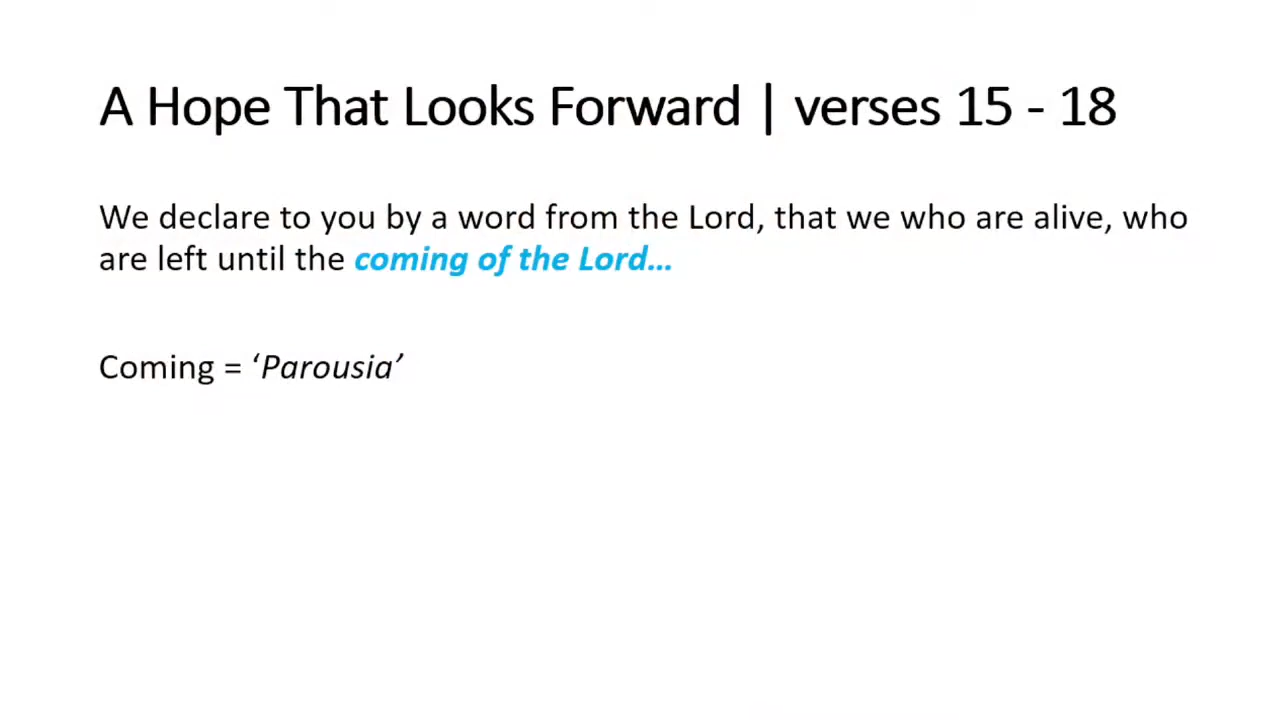 A Hope That Looks Forward | verses 15 - 18
We declare to you by a word from the Lord, that we who are alive, who
are left until the coming of the Lord…
Coming = ‘Parousia’